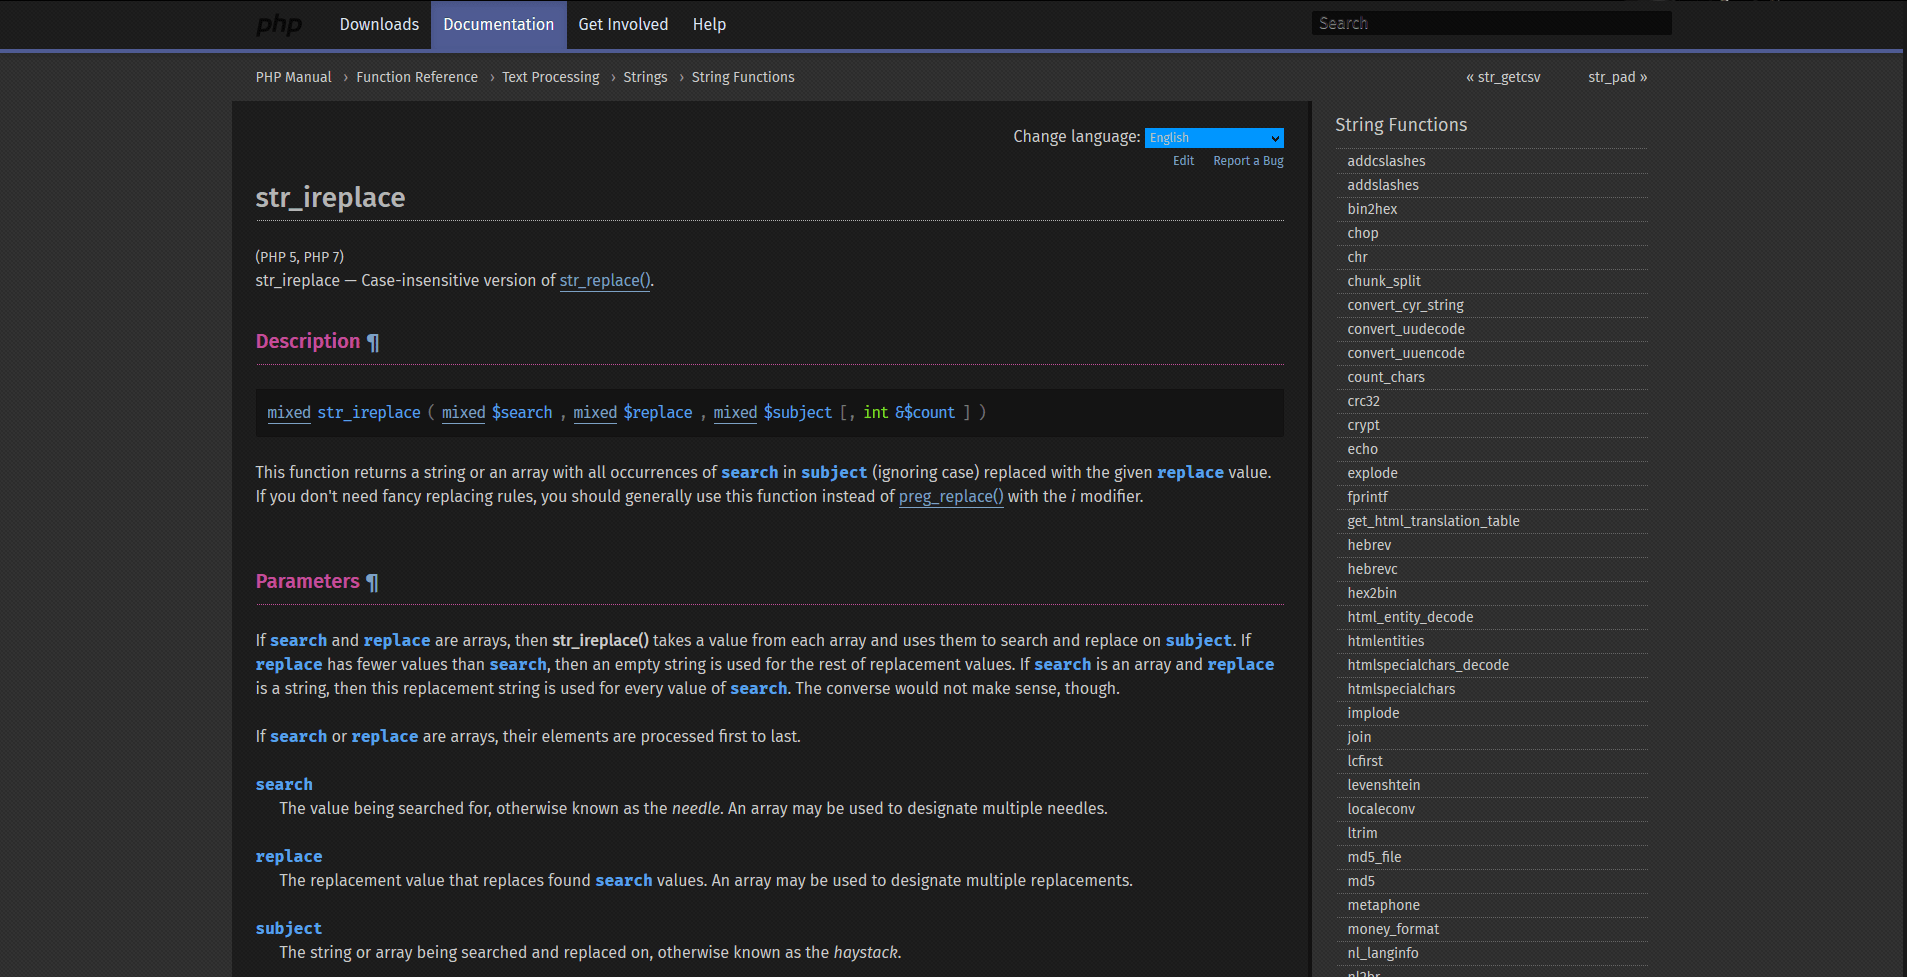 php Downloads Documentation Get Involved Help Search
PHP Manual › Function Reference › Text Processing › Strings › String Functions « str_getcsv str_pad »
Change language: English
Edit Report a Bug
str_ireplace
(PHP 5, PHP 7)
str_ireplace — Case-insensitive version of str_replace().
Description ¶
mixed str_ireplace ( mixed $search , mixed $replace , mixed $subject [, int &$count ] )
This function returns a string or an array with all occurrences of search in subject (ignoring case) replaced with the given replace value.
If you don't need fancy replacing rules, you should generally use this function instead of preg_replace() with the i modifier.
Parameters ¶
If search and replace are arrays, then str_ireplace() takes a value from each array and uses them to search and replace on subject. If
replace has fewer values than search, then an empty string is used for the rest of replacement values. If search is an array and replace
is a string, then this replacement string is used for every value of search. The converse would not make sense, though.
If search or replace are arrays, their elements are processed first to last.
search
The value being searched for, otherwise known as the needle. An array may be used to designate multiple needles.
replace
The replacement value that replaces found search values. An array may be used to designate multiple replacements.
subject
The string or array being searched and replaced on, otherwise known as the haystack.
String Functions
addcslashes
addslashes
bin2hex
chop
chr
chunk_split
convert_cyr_string
convert_uudecode
convert_uuencode
count_chars
crc32
crypt
echo
explode
fprintf
get_html_translation_table
hebrev
hebrevc
hex2bin
html_entity_decode
htmlentities
htmlspecialchars_decode
htmlspecialchars
implode
join
lcfirst
levenshtein
localeconv
ltrim
md5_file
md5
metaphone
money_format
nl_langinfo